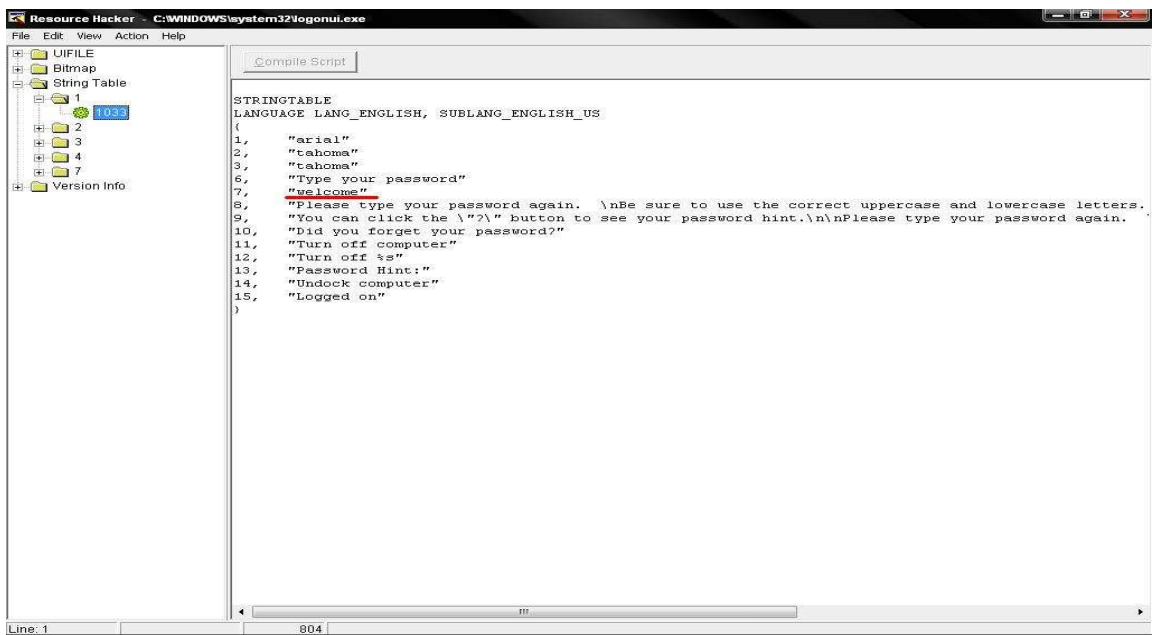 Resource Hacker - C:\WINDOWS\system32\logonui.exe
File Edit View Action Help
UIFILE
Bitmap
String Table
1
1033
2
3
4
7
Version Info
Compile Script
STRINGTABLE
LANGUAGE LANG_ENGLISH, SUBLANG_ENGLISH_US
{
1, "arial"
2, "tahoma"
3, "tahoma"
6, "Type your password"
7, "welcome"
8, "Please type your password again.  \nBe sure to use the correct uppercase and lowercase letters.
9, "You can click the \"?\" button to see your password hint.\n\nPlease type your password again.
10, "Did you forget your password?"
11, "Turn off computer"
12, "Turn off %s"
13, "Password Hint:"
14, "Undock computer"
15, "Logged on"
}
Line: 1 804